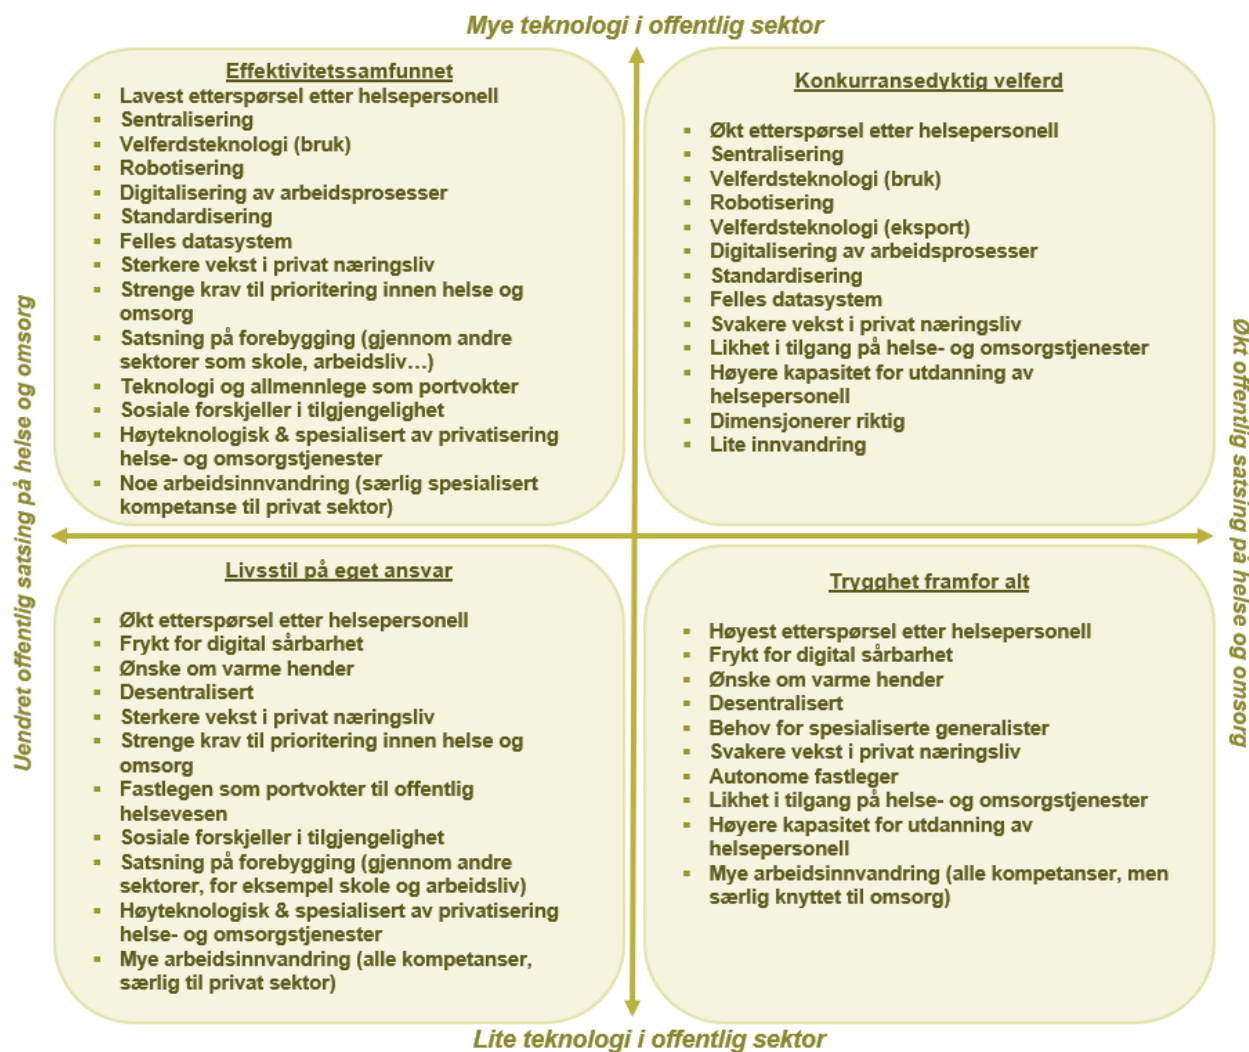 Mye teknologi i offentlig sektor
Uendret offentlig satsing på helse og omsorg
Effektivitetssamfunnet
▪ Lavest etterspørsel etter helsepersonell
▪ Sentralisering
▪ Velferdsteknologi (bruk)
▪ Robotisering
▪ Digitalisering av arbeidsprosesser
▪ Standardisering
▪ Felles datasystem
▪ Sterkere vekst i privat næringsliv
▪ Strenge krav til prioritering innen helse og
omsorg
▪ Satsning på forebygging (gjennom andre
sektorer som skole, arbeidsliv…)
▪ Teknologi og allmennlege som portvokter
▪ Sosiale forskjeller i tilgjengelighet
▪ Høyteknologisk & spesialisert av privatisering
helse- og omsorgstjenester
▪ Noe arbeidsinnvandring (særlig spesialisert
kompetanse til privat sektor)
Konkurransedyktig velferd
▪ Økt etterspørsel etter helsepersonell
▪ Sentralisering
▪ Velferdsteknologi (bruk)
▪ Robotisering
▪ Velferdsteknologi (eksport)
▪ Digitalisering av arbeidsprosesser
▪ Standardisering
▪ Felles datasystem
▪ Svakere vekst i privat næringsliv
▪ Likhet i tilgang på helse- og omsorgstjenester
▪ Høyere kapasitet for utdanning av
helsepersonell
▪ Dimensjonerer riktig
▪ Lite innvandring
Økt offentlig satsing på helse og omsorg
Livsstil på eget ansvar
▪ Økt etterspørsel etter helsepersonell
▪ Frykt for digital sårbarhet
▪ Ønske om varme hender
▪ Desentralisert
▪ Sterkere vekst i privat næringsliv
▪ Strenge krav til prioritering innen helse og
omsorg
▪ Fastlegen som portvokter til offentlig
helsevesen
▪ Sosiale forskjeller i tilgjengelighet
▪ Satsning på forebygging (gjennom andre
sektorer, for eksempel skole og arbeidsliv)
▪ Høyteknologisk & spesialisert av privatisering
helse- og omsorgstjenester
▪ Mye arbeidsinnvandring (alle kompetanser,
særlig til privat sektor)
Trygghet framfor alt
▪ Høyest etterspørsel etter helsepersonell
▪ Frykt for digital sårbarhet
▪ Ønske om varme hender
▪ Desentralisert
▪ Behov for spesialiserte generalister
▪ Svakere vekst i privat næringsliv
▪ Autonome fastleger
▪ Likhet i tilgang på helse- og omsorgstjenester
▪ Høyere kapasitet for utdanning av
helsepersonell
▪ Mye arbeidsinnvandring (alle kompetanser, men
særlig knyttet til omsorg)
Lite teknologi i offentlig sektor